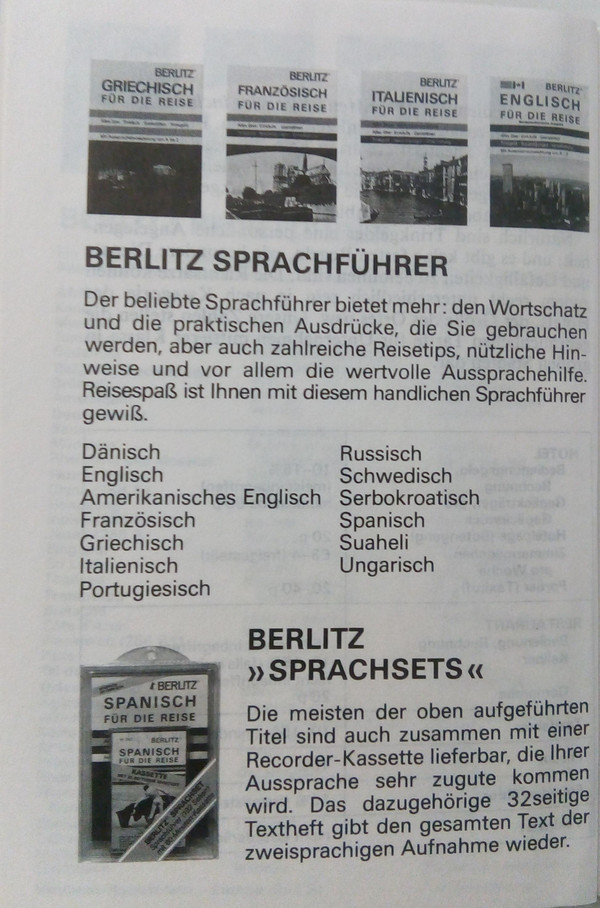 BERLITZ
GRIECHISCH
FÜR DIE REISE
BERLITZ
FRANZÖSISCH
FÜR DIE REISE
BERLITZ
ITALIENISCH
FÜR DIE REISE
BERLITZ
ENGLISCH
FÜR DIE REISE
BERLITZ SPRACHFÜHRER
Der beliebte Sprachführer bietet mehr: den Wortschatz
und die praktischen Ausdrücke, die Sie gebrauchen
werden, aber auch zahlreiche Reisetips, nützliche Hin-
weise und vor allem die wertvolle Aussprachehilfe.
Reisespaß ist Ihnen mit diesem handlichen Sprachführer
gewiß.
Dänisch
Englisch
Amerikanisches Englisch
Französisch
Griechisch
Italienisch
Portugiesisch
Russisch
Schwedisch
Serbokroatisch
Spanisch
Suaheli
Ungarisch
BERLITZ
»SPRACHSETS«
Die meisten der oben aufgeführten
Titel sind auch zusammen mit einer
Recorder-Kassette lieferbar, die Ihrer
Aussprache sehr zugute kommen
wird. Das dazugehörige 32seitige
Textheft gibt den gesamten Text der
zweisprachigen Aufnahme wieder.
BERLITZ
SPANISCH
FÜR DIE REISE
BERLITZ
SPANISCH
FÜR DIE REISE
KASSETTE
BERLITZ SPRACHSET